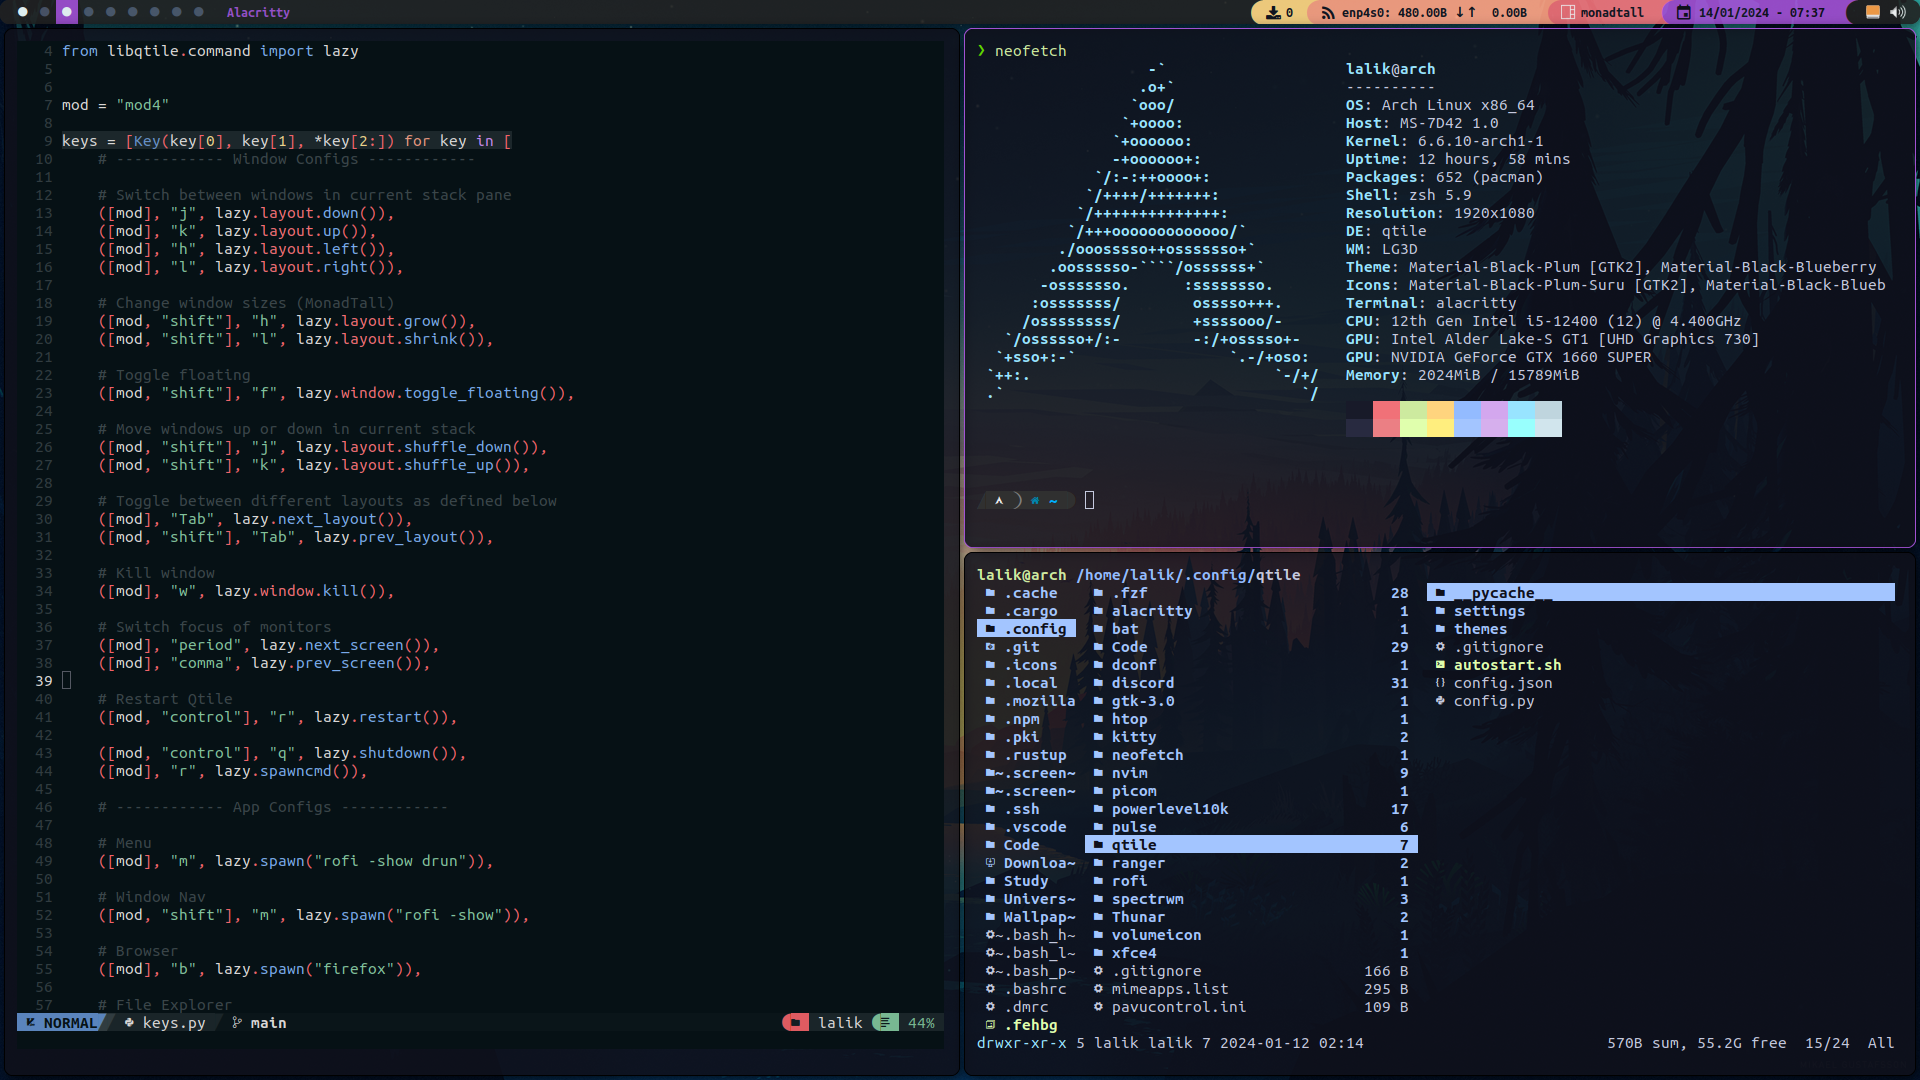 Alacritty
0
enp4s0: 480.00B ↓↑ 0.00B
monadtall
14/01/2024 - 07:37
4 from libqtile.command import lazy
5
6
7 mod = "mod4"
8
9 keys = [Key(key[0], key[1], *key[2:]) for key in [
10     # ------------ Window Configs ------------
11
12     # Switch between windows in current stack pane
13     ([mod], "j", lazy.layout.down()),
14     ([mod], "k", lazy.layout.up()),
15     ([mod], "h", lazy.layout.left()),
16     ([mod], "l", lazy.layout.right()),
17
18     # Change window sizes (MonadTall)
19     ([mod, "shift"], "h", lazy.layout.grow()),
20     ([mod, "shift"], "l", lazy.layout.shrink()),
21
22     # Toggle floating
23     ([mod, "shift"], "f", lazy.window.toggle_floating()),
24
25     # Move windows up or down in current stack
26     ([mod, "shift"], "j", lazy.layout.shuffle_down()),
27     ([mod, "shift"], "k", lazy.layout.shuffle_up()),
28
29     # Toggle between different layouts as defined below
30     ([mod], "Tab", lazy.next_layout()),
31     ([mod, "shift"], "Tab", lazy.prev_layout()),
32
33     # Kill window
34     ([mod], "w", lazy.window.kill()),
35
36     # Switch focus of monitors
37     ([mod], "period", lazy.next_screen()),
38     ([mod], "comma", lazy.prev_screen()),
39
40     # Restart Qtile
41     ([mod, "control"], "r", lazy.restart()),
42
43     ([mod, "control"], "q", lazy.shutdown()),
44     ([mod], "r", lazy.spawncmd()),
45
46     # ------------ App Configs ------------
47
48     # Menu
49     ([mod], "m", lazy.spawn("rofi -show drun")),
50
51     # Window Nav
52     ([mod, "shift"], "m", lazy.spawn("rofi -show")),
53
54     # Browser
55     ([mod], "b", lazy.spawn("firefox")),
56
57     # File Explorer
NORMAL keys.py main lalik 44%
❯ neofetch
-`
.o+`
`ooo/
`+oooo:
`+oooooo:
-+oooooo+:
`/:-:++oooo+:
`/++++/+++++++:
`/++++++++++++++:
`/+++ooooooooooooo/`
./ooosssso++osssssso+`
.oossssso-````/ossssss+`
-osssssso.      :ssssssso.
:osssssss/        osssso+++.
/ossssssss/        +ssssooo/-
`/ossssso+/:-        -:/+osssso+-
`+sso+:-`                 `.-/+oso:
`++:.                           `-/+/
.`                                 `/
lalik@arch
----------
OS: Arch Linux x86_64
Host: MS-7D42 1.0
Kernel: 6.6.10-arch1-1
Uptime: 12 hours, 58 mins
Packages: 652 (pacman)
Shell: zsh 5.9
Resolution: 1920x1080
DE: qtile
WM: LG3D
Theme: Material-Black-Plum [GTK2], Material-Black-Blueberry
Icons: Material-Black-Plum-Suru [GTK2], Material-Black-Blueb
Terminal: alacritty
CPU: 12th Gen Intel i5-12400 (12) @ 4.400GHz
GPU: Intel Alder Lake-S GT1 [UHD Graphics 730]
GPU: NVIDIA GeForce GTX 1660 SUPER
Memory: 2024MiB / 15789MiB
~
lalik@arch /home/lalik/.config/qtile
.cache
.cargo
.config
.git
.icons
.local
.mozilla
.npm
.pki
.rustup
~.screen~
~.screen~
.ssh
.vscode
Code
Downloa~
Study
Univers~
Wallpap~
~.bash_h~
~.bash_l~
~.bash_p~
.bashrc
.dmrc
.fehbg
.fzf 28
alacritty 1
bat 1
Code 29
dconf 1
discord 31
gtk-3.0 1
htop 1
kitty 2
neofetch 1
nvim 9
picom 1
powerlevel10k 17
pulse 6
qtile 7
ranger 2
rofi 1
spectrwm 3
Thunar 2
volumeicon 1
xfce4 1
.gitignore 166 B
mimeapps.list 295 B
pavucontrol.ini 109 B
__pycache__
settings
themes
.gitignore
autostart.sh
config.json
config.py
drwxr-xr-x 5 lalik lalik 7 2024-01-12 02:14 570B sum, 55.2G free 15/24 All